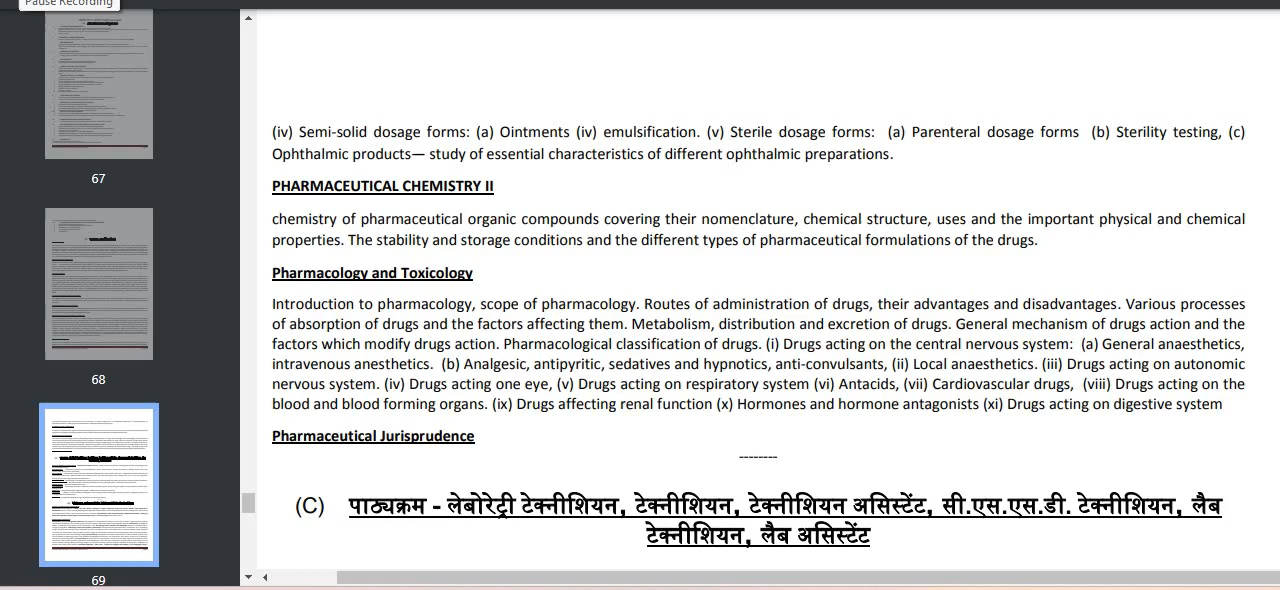 Pause Recording
67
68
69
(iv) Semi-solid dosage forms: (a) Ointments (iv) emulsification. (v) Sterile dosage forms: (a) Parenteral dosage forms (b) Sterility testing, (c)
Ophthalmic products— study of essential characteristics of different ophthalmic preparations.
PHARMACEUTICAL CHEMISTRY II
chemistry of pharmaceutical organic compounds covering their nomenclature, chemical structure, uses and the important physical and chemical
properties. The stability and storage conditions and the different types of pharmaceutical formulations of the drugs.
Pharmacology and Toxicology
Introduction to pharmacology, scope of pharmacology. Routes of administration of drugs, their advantages and disadvantages. Various processes
of absorption of drugs and the factors affecting them. Metabolism, distribution and excretion of drugs. General mechanism of drugs action and the
factors which modify drugs action. Pharmacological classification of drugs. (i) Drugs acting on the central nervous system: (a) General anaesthetics,
intravenous anesthetics. (b) Analgesic, antipyritic, sedatives and hypnotics, anti-convulsants, (ii) Local anaesthetics. (iii) Drugs acting on autonomic
nervous system. (iv) Drugs acting one eye, (v) Drugs acting on respiratory system (vi) Antacids, (vii) Cardiovascular drugs, (viii) Drugs acting on the
blood and blood forming organs. (ix) Drugs affecting renal function (x) Hormones and hormone antagonists (xi) Drugs acting on digestive system
Pharmaceutical Jurisprudence
--------
(C) पाठ्यक्रम - लेबोरेट्री टेक्नीशियन, टेक्नीशियन, टेक्नीशियन असिस्टेंट, सी.एस.एस.डी. टेक्नीशियन, लैब
टेक्नीशियन, लैब असिस्टेंट